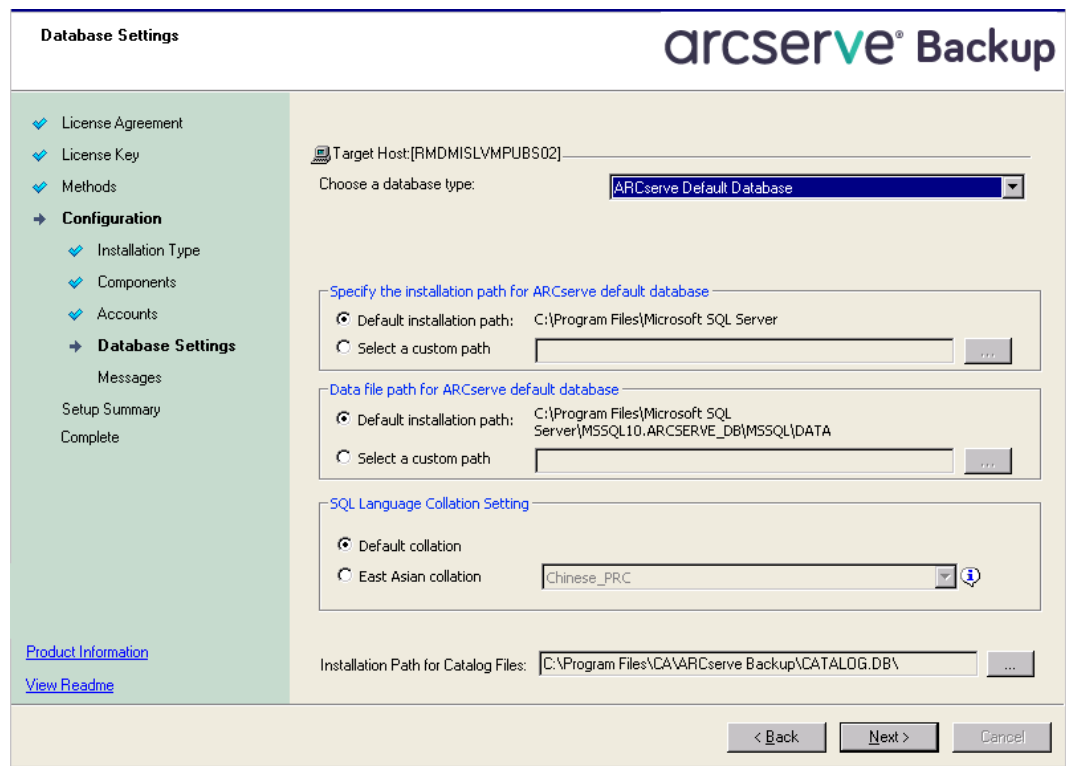 Database Settings
arcserve® Backup
License Agreement
License Key
Methods
Configuration
Installation Type
Components
Accounts
Database Settings
Messages
Setup Summary
Complete
Product Information
View Readme
Target Host:[RMDMISLVMPUBS02]
Choose a database type:
ARCserve Default Database
Specify the installation path for ARCserve default database
Default installation path: C:\Program Files\Microsoft SQL Server
Select a custom path
...
Data file path for ARCserve default database
Default installation path: C:\Program Files\Microsoft SQL
Server\MSSQL10.ARCSERVE_DB\MSSQL\DATA
Select a custom path
...
SQL Language Collation Setting
Default collation
East Asian collation Chinese_PRC
Installation Path for Catalog Files: C:\Program Files\CA\ARCserve Backup\CATALOG.DB\ ...
< Back Next > Cancel